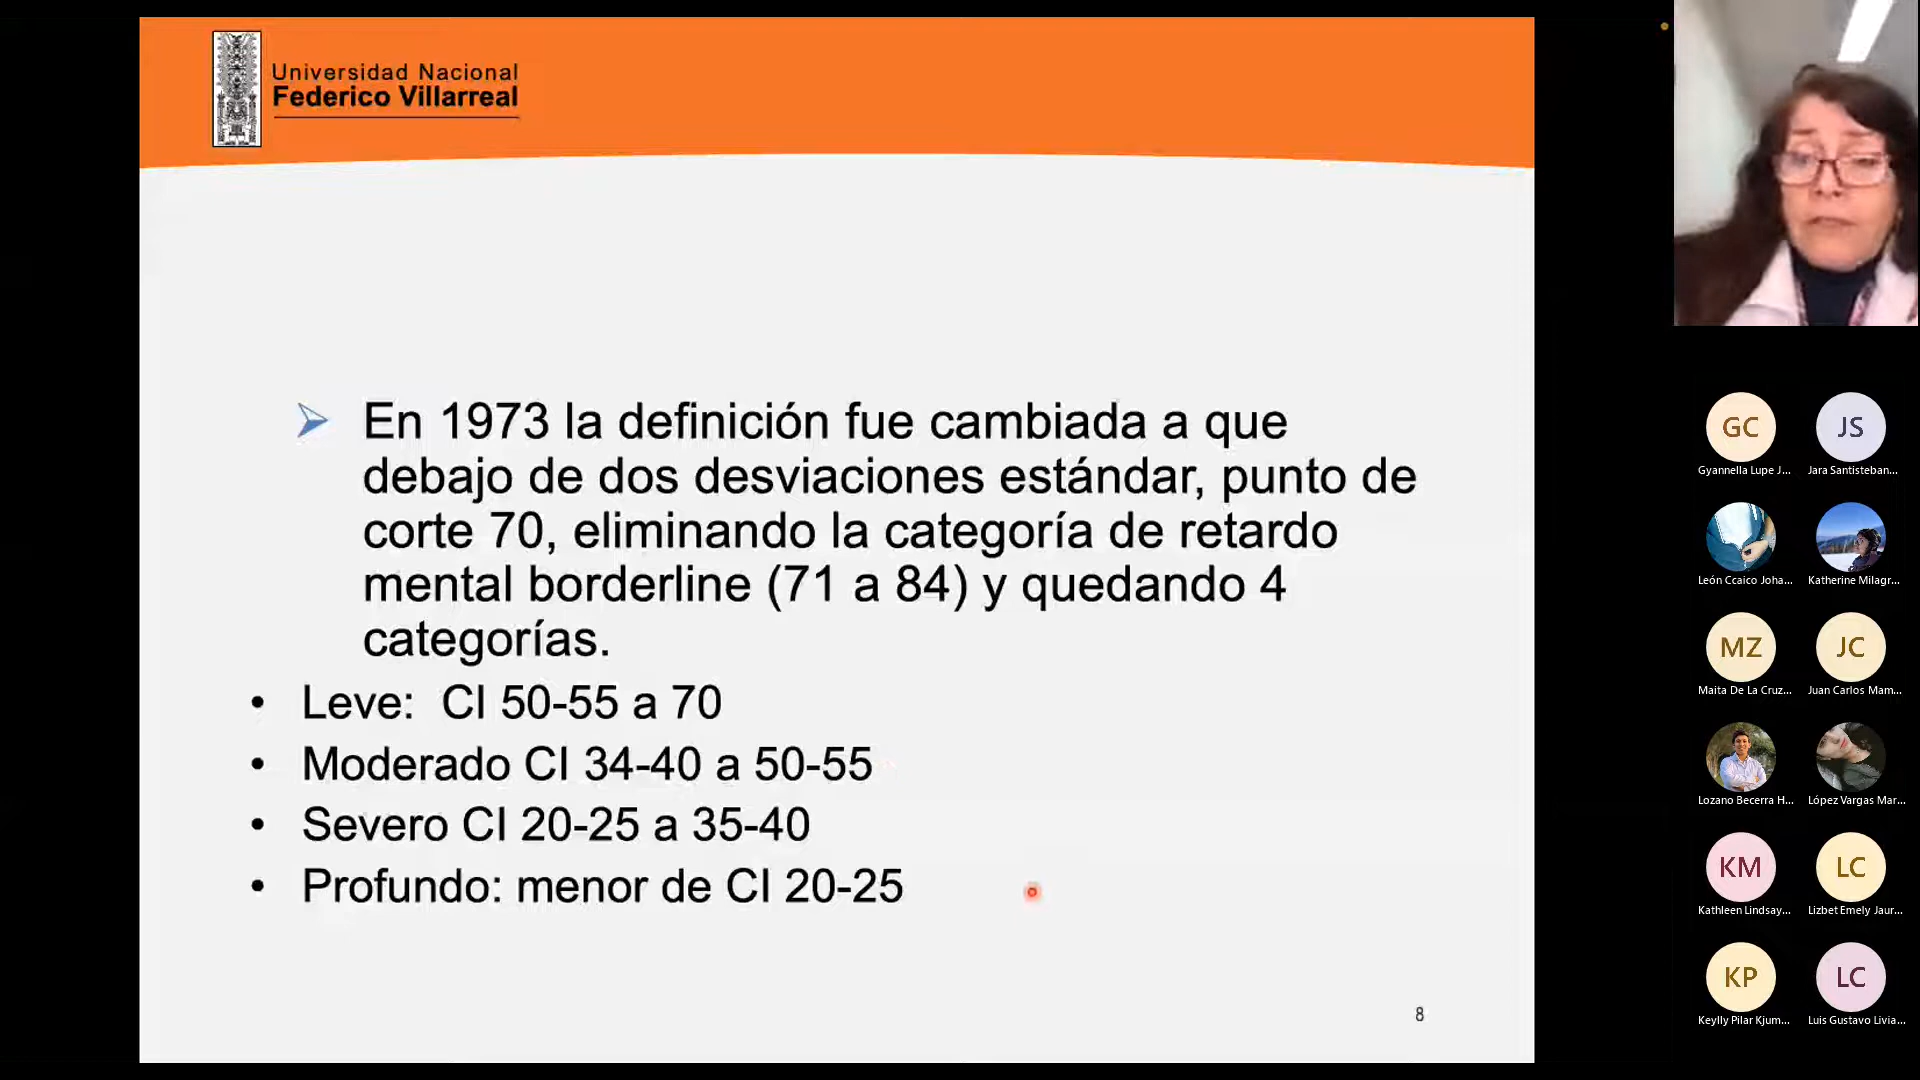 Universidad Nacional
Federico Villarreal
En 1973 la definición fue cambiada a que
debajo de dos desviaciones estándar, punto de
corte 70, eliminando la categoría de retardo
mental borderline (71 a 84) y quedando 4
categorías.
• Leve:  CI 50-55 a 70
• Moderado CI 34-40 a 50-55
• Severo CI 20-25 a 35-40
• Profundo: menor de CI 20-25
8
GC
JS
Gyannella Lupe J...
Jara Santisteban...
León Ccaico Joha...
Katherine Milagr...
MZ
JC
Maita De La Cruz...
Juan Carlos Mam...
Lozano Becerra H...
López Vargas Mar...
KM
LC
Kathleen Lindsay...
Lizbet Emely Jaur...
KP
LC
Keylly Pilar Kjum...
Luis Gustavo Livia...